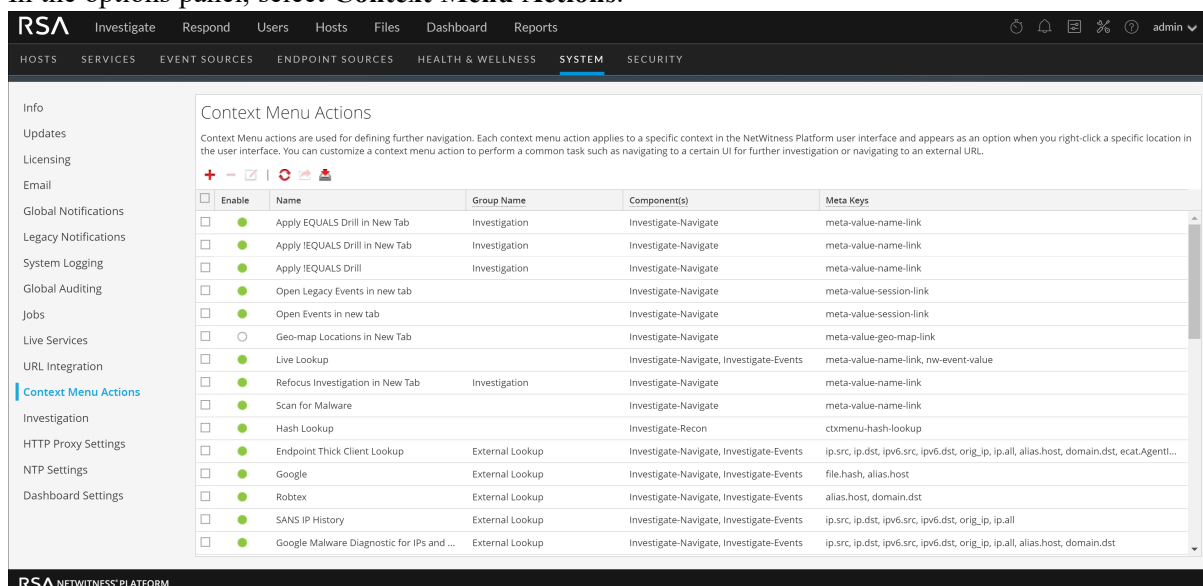 In the options panel, select Context Menu Actions.
RSA Investigate Respond Users Hosts Files Dashboard Reports admin
HOSTS SERVICES EVENT SOURCES ENDPOINT SOURCES HEALTH & WELLNESS SYSTEM SECURITY
Info
Updates
Licensing
Email
Global Notifications
Legacy Notifications
System Logging
Global Auditing
Jobs
Live Services
URL Integration
Context Menu Actions
Investigation
HTTP Proxy Settings
NTP Settings
Dashboard Settings
Context Menu Actions
Context Menu actions are used for defining further navigation. Each context menu action applies to a specific context in the NetWitness Platform user interface and appears as an option when you right-click a specific location in
the user interface. You can customize a context menu action to perform a common task such as navigating to a certain UI for further investigation or navigating to an external URL.
Enable Name Group Name Component(s) Meta Keys
Apply EQUALS Drill in New Tab Investigation Investigate-Navigate meta-value-name-link
Apply !EQUALS Drill in New Tab Investigation Investigate-Navigate meta-value-name-link
Apply !EQUALS Drill Investigation Investigate-Navigate meta-value-name-link
Open Legacy Events in new tab Investigate-Navigate meta-value-session-link
Open Events in new tab Investigate-Navigate meta-value-session-link
Geo-map Locations in New Tab Investigate-Navigate meta-value-geo-map-link
Live Lookup Investigate-Navigate, Investigate-Events meta-value-name-link, nw-event-value
Refocus Investigation in New Tab Investigation Investigate-Navigate meta-value-name-link
Scan for Malware Investigate-Navigate meta-value-name-link
Hash Lookup Investigate-Recon ctxmenu-hash-lookup
Endpoint Thick Client Lookup External Lookup Investigate-Navigate, Investigate-Events ip.src, ip.dst, ipv6.src, ipv6.dst, orig_ip, ip.all, alias.host, domain.dst, ecat.AgentI...
Google External Lookup Investigate-Navigate, Investigate-Events file.hash, alias.host
Robtex External Lookup Investigate-Navigate, Investigate-Events alias.host, domain.dst
SANS IP History External Lookup Investigate-Navigate, Investigate-Events ip.src, ip.dst, ipv6.src, ipv6.dst, orig_ip, ip.all
Google Malware Diagnostic for IPs and ... External Lookup Investigate-Navigate, Investigate-Events ip.src, ip.dst, ipv6.src, ipv6.dst, orig_ip, ip.all, alias.host, domain.dst
RSA NETWITNESS® PLATFORM